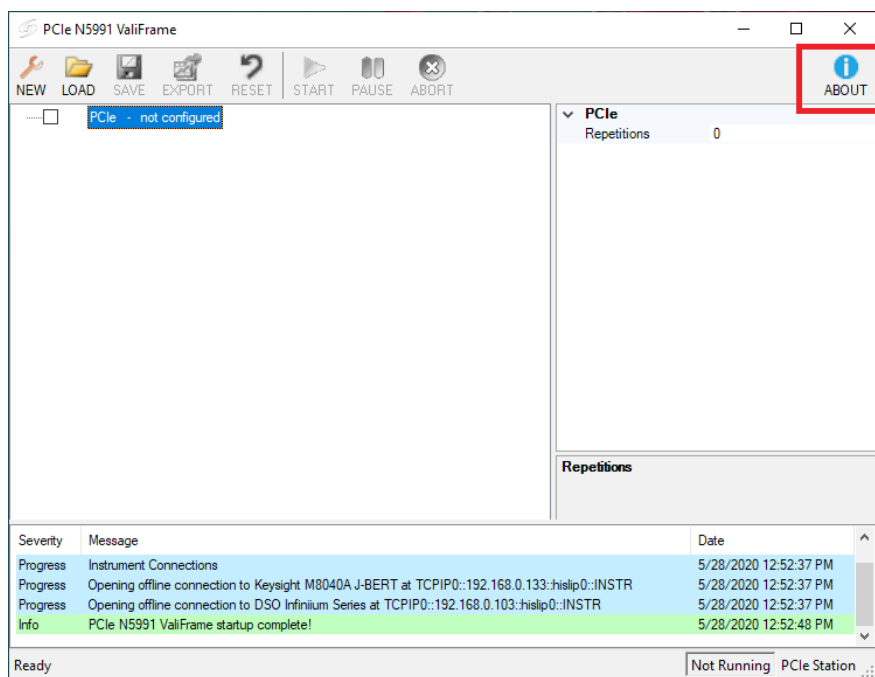 PCIe N5991 ValiFrame
NEW LOAD SAVE EXPORT RESET START PAUSE ABORT ABOUT
PCIe - not configured
PCIe
Repetitions 0
Repetitions
Severity Message Date
Progress Instrument Connections 5/28/2020 12:52:37 PM
Progress Opening offline connection to Keysight M8040A J-BERT at TCPIP0::192.168.0.133::hislip0::INSTR 5/28/2020 12:52:37 PM
Progress Opening offline connection to DSO Infiniium Series at TCPIP0::192.168.0.103::hislip0::INSTR 5/28/2020 12:52:37 PM
Info PCIe N5991 ValiFrame startup complete! 5/28/2020 12:52:48 PM
Ready Not Running PCIe Station